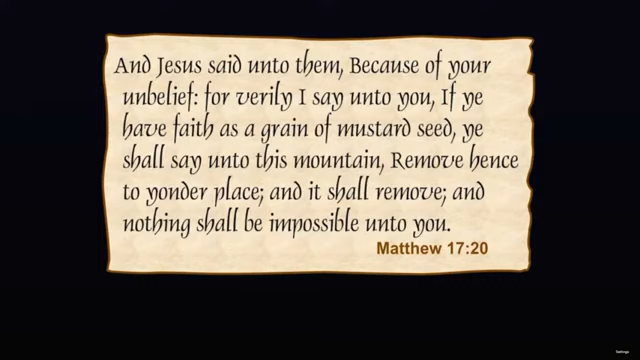 And Jesus said unto them, Because of your
unbelief: for verily I say unto you, If ye
have faith as a grain of mustard seed, ye
shall say unto this mountain, Remove hence
to yonder place; and it shall remove; and
nothing shall be impossible unto you.
Matthew 17:20
Settings